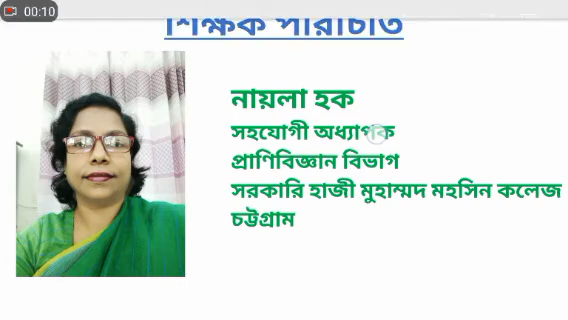 00:10
শিক্ষক পরিচিতি
নায়লা হক
সহযোগী অধ্যাপক
প্রাণিবিজ্ঞান বিভাগ
সরকারি হাজী মুহাম্মদ মহসিন কলেজ
চট্টগ্রাম